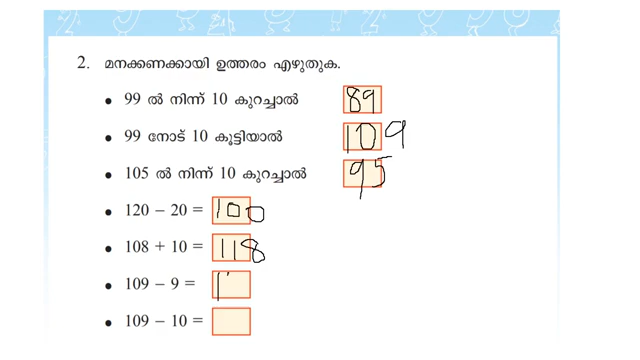 2. മനക്കണക്കായി ഉത്തരം എഴുതുക.
• 99 ൽ നിന്ന് 10 കുറച്ചാൽ 89
• 99 നോട് 10 കൂട്ടിയാൽ 109
• 105 ൽ നിന്ന് 10 കുറച്ചാൽ 95
• 120 − 20 = 100
• 108 + 10 = 118
• 109 − 9 = 1
• 109 − 10 =